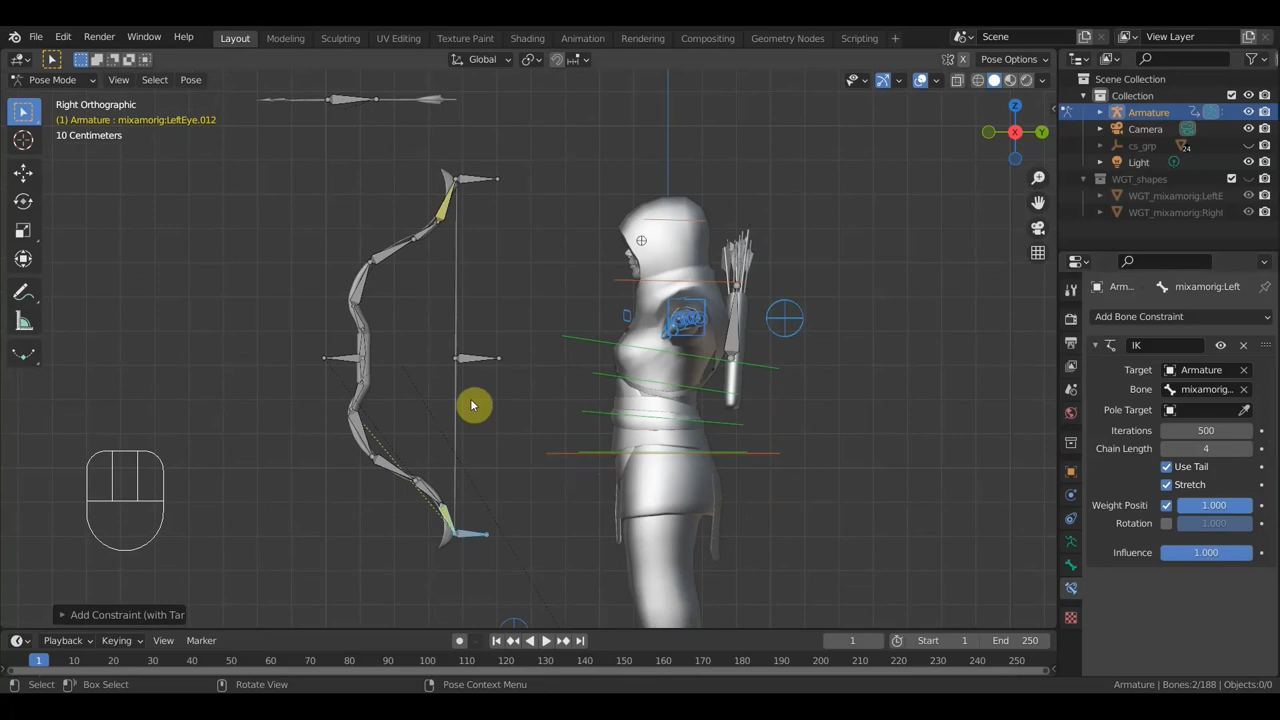 File Edit Render Window Help
Layout Modeling Sculpting UV Editing Texture Paint Shading Animation Rendering Compositing Geometry Nodes Scripting
Scene
View Layer
Global
Pose Options
X
Pose Mode View Select Pose
Right Orthographic
(1) Armature : mixamorig:LeftEye.012
10 Centimeters
Z
Y
X
Scene Collection
Collection
Armature
Camera
cs_grp
24
Light
WGT_shapes
WGT_mixamorig:LeftE
WGT_mixamorig:Righ
Arm...
mixamorig:Left
Add Bone Constraint
IK
Target Armature
Bone mixamorig...
Pole Target
Iterations 500
Chain Length 4
Use Tail
Stretch
Weight Positi 1.000
Rotation 1.000
Influence 1.000
Add Constraint (with Tar
Playback Keying View Marker
1
Start 1
End 250
1 10 20 30 40 50 60 70 80 90 100 110 120 130 140 150 160 170 180 190 200 210 220 230 240 250
Select Box Select Rotate View Pose Context Menu
Armature | Bones:2/188 | Objects:0/0